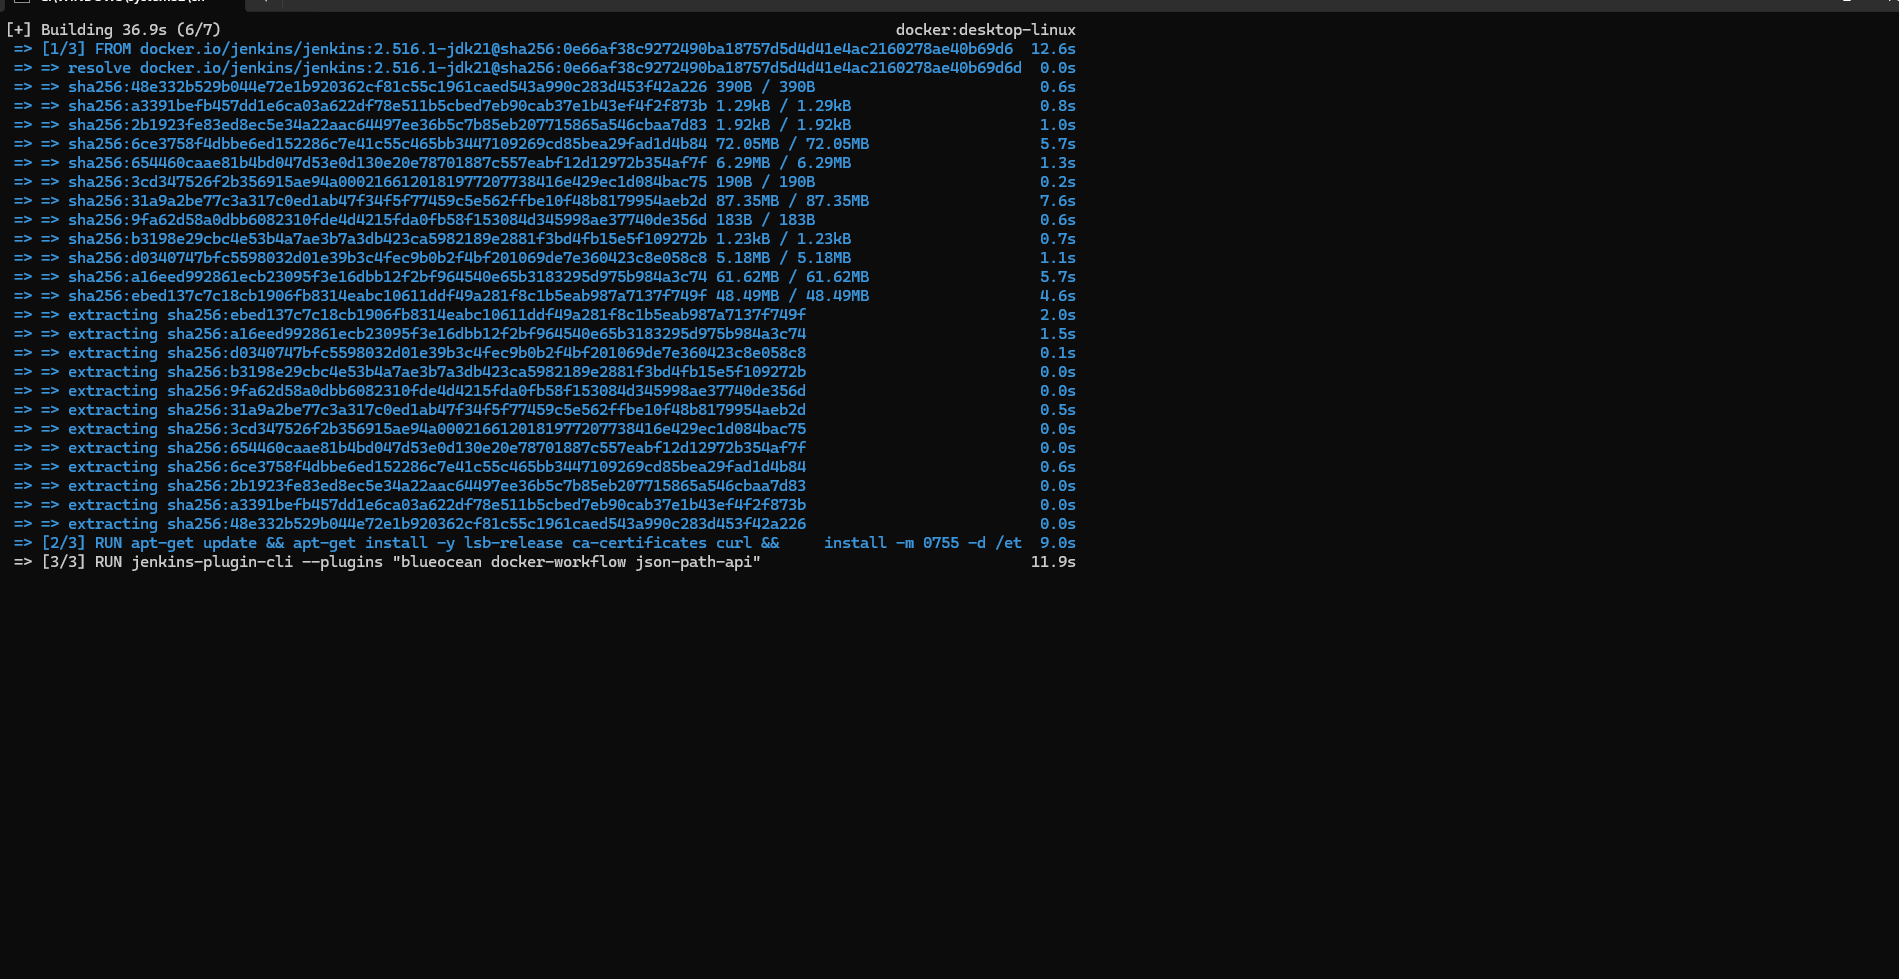 [+] Building 36.9s (6/7) docker:desktop-linux
=> [1/3] FROM docker.io/jenkins/jenkins:2.516.1-jdk21@sha256:0e66af38c9272490ba18757d5d4d41e4ac2160278ae40b69d6 12.6s
=> => resolve docker.io/jenkins/jenkins:2.516.1-jdk21@sha256:0e66af38c9272490ba18757d5d4d41e4ac2160278ae40b69d6d 0.0s
=> => sha256:48e332b529b044e72e1b920362cf81c55c1961caed543a990c283d453f42a226 390B / 390B 0.6s
=> => sha256:a3391befb457dd1e6ca03a622df78e511b5cbed7eb90cab37e1b43ef4f2f873b 1.29kB / 1.29kB 0.8s
=> => sha256:2b1923fe83ed8ec5e34a22aac64497ee36b5c7b85eb207715865a546cbaa7d83 1.92kB / 1.92kB 1.0s
=> => sha256:6ce3758f4dbbe6ed152286c7e41c55c465bb3447109269cd85bea29fad1d4b84 72.05MB / 72.05MB 5.7s
=> => sha256:654460caae81b4bd047d53e0d130e20e78701887c557eabf12d12972b354af7f 6.29MB / 6.29MB 1.3s
=> => sha256:3cd347526f2b356915ae94a0002166120181977207738416e429ec1d084bac75 190B / 190B 0.2s
=> => sha256:31a9a2be77c3a317c0ed1ab47f34f5f77459c5e562ffbe10f48b8179954aeb2d 87.35MB / 87.35MB 7.6s
=> => sha256:9fa62d58a0dbb6082310fde4d4215fda0fb58f153084d345998ae37740de356d 183B / 183B 0.6s
=> => sha256:b3198e29cbc4e53b4a7ae3b7a3db423ca5982189e2881f3bd4fb15e5f109272b 1.23kB / 1.23kB 0.7s
=> => sha256:d0340747bfc5598032d01e39b3c4fec9b0b2f4bf201069de7e360423c8e058c8 5.18MB / 5.18MB 1.1s
=> => sha256:a16eed992861ecb23095f3e16dbb12f2bf964540e65b3183295d975b984a3c74 61.62MB / 61.62MB 5.7s
=> => sha256:ebed137c7c18cb1906fb8314eabc10611ddf49a281f8c1b5eab987a7137f749f 48.49MB / 48.49MB 4.6s
=> => extracting sha256:ebed137c7c18cb1906fb8314eabc10611ddf49a281f8c1b5eab987a7137f749f 2.0s
=> => extracting sha256:a16eed992861ecb23095f3e16dbb12f2bf964540e65b3183295d975b984a3c74 1.5s
=> => extracting sha256:d0340747bfc5598032d01e39b3c4fec9b0b2f4bf201069de7e360423c8e058c8 0.1s
=> => extracting sha256:b3198e29cbc4e53b4a7ae3b7a3db423ca5982189e2881f3bd4fb15e5f109272b 0.0s
=> => extracting sha256:9fa62d58a0dbb6082310fde4d4215fda0fb58f153084d345998ae37740de356d 0.0s
=> => extracting sha256:31a9a2be77c3a317c0ed1ab47f34f5f77459c5e562ffbe10f48b8179954aeb2d 0.5s
=> => extracting sha256:3cd347526f2b356915ae94a0002166120181977207738416e429ec1d084bac75 0.0s
=> => extracting sha256:654460caae81b4bd047d53e0d130e20e78701887c557eabf12d12972b354af7f 0.0s
=> => extracting sha256:6ce3758f4dbbe6ed152286c7e41c55c465bb3447109269cd85bea29fad1d4b84 0.6s
=> => extracting sha256:2b1923fe83ed8ec5e34a22aac64497ee36b5c7b85eb207715865a546cbaa7d83 0.0s
=> => extracting sha256:a3391befb457dd1e6ca03a622df78e511b5cbed7eb90cab37e1b43ef4f2f873b 0.0s
=> => extracting sha256:48e332b529b044e72e1b920362cf81c55c1961caed543a990c283d453f42a226 0.0s
=> [2/3] RUN apt-get update && apt-get install -y lsb-release ca-certificates curl && install -m 0755 -d /et 9.0s
=> [3/3] RUN jenkins-plugin-cli --plugins "blueocean docker-workflow json-path-api" 11.9s